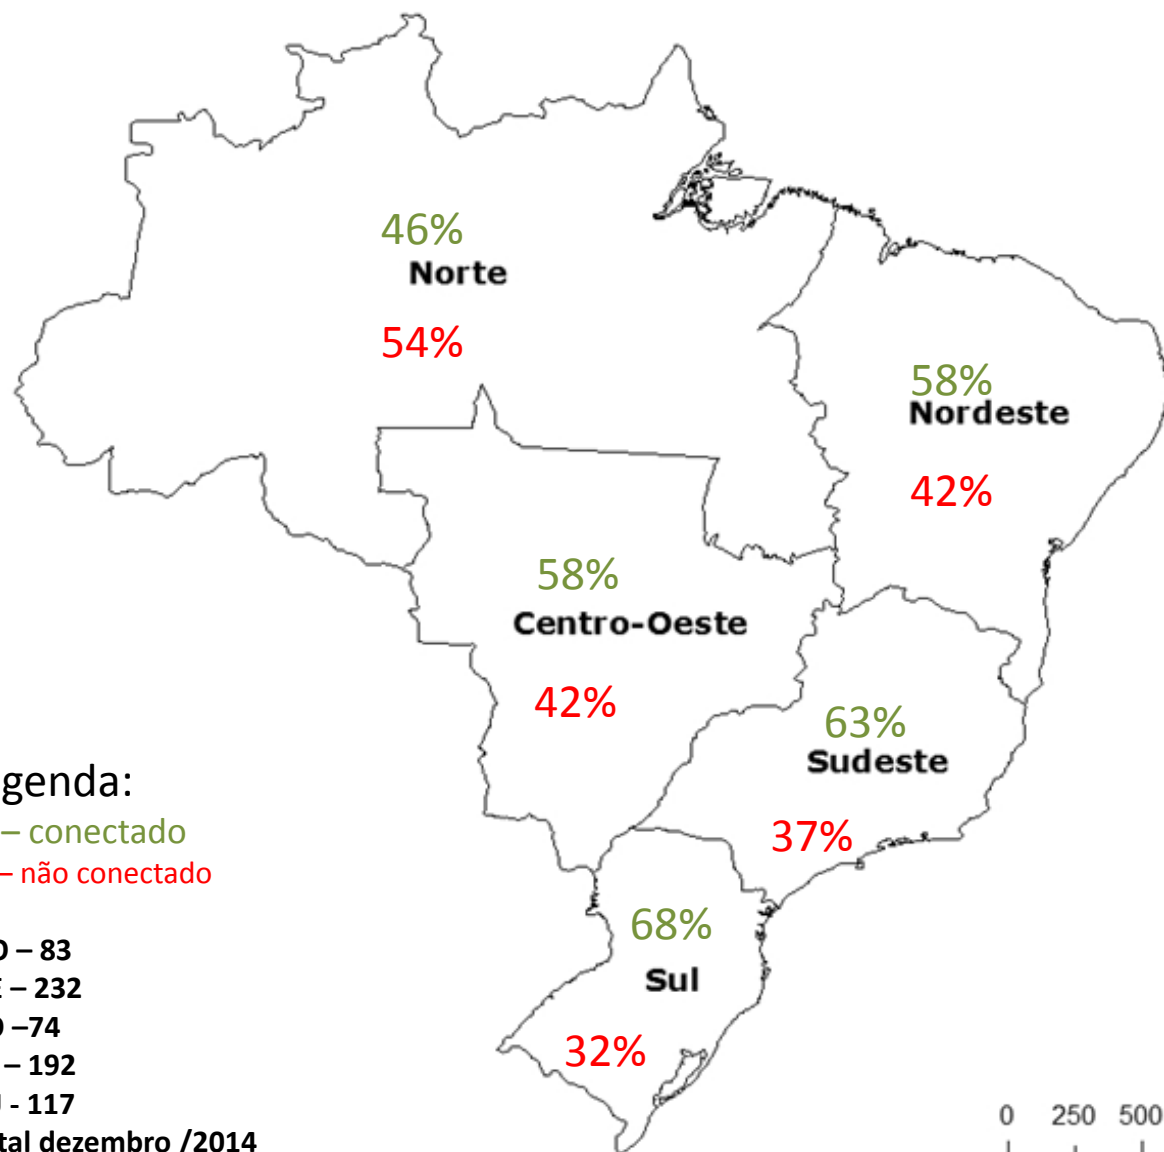 46%
Norte
54%
58%
Nordeste
42%
58%
Centro-Oeste
42%
63%
Sudeste
37%
68%
Sul
32%
genda:
– conectado
– não conectado
– 83
– 232
–74
– 192
- 117
tal dezembro /2014
0 250 500